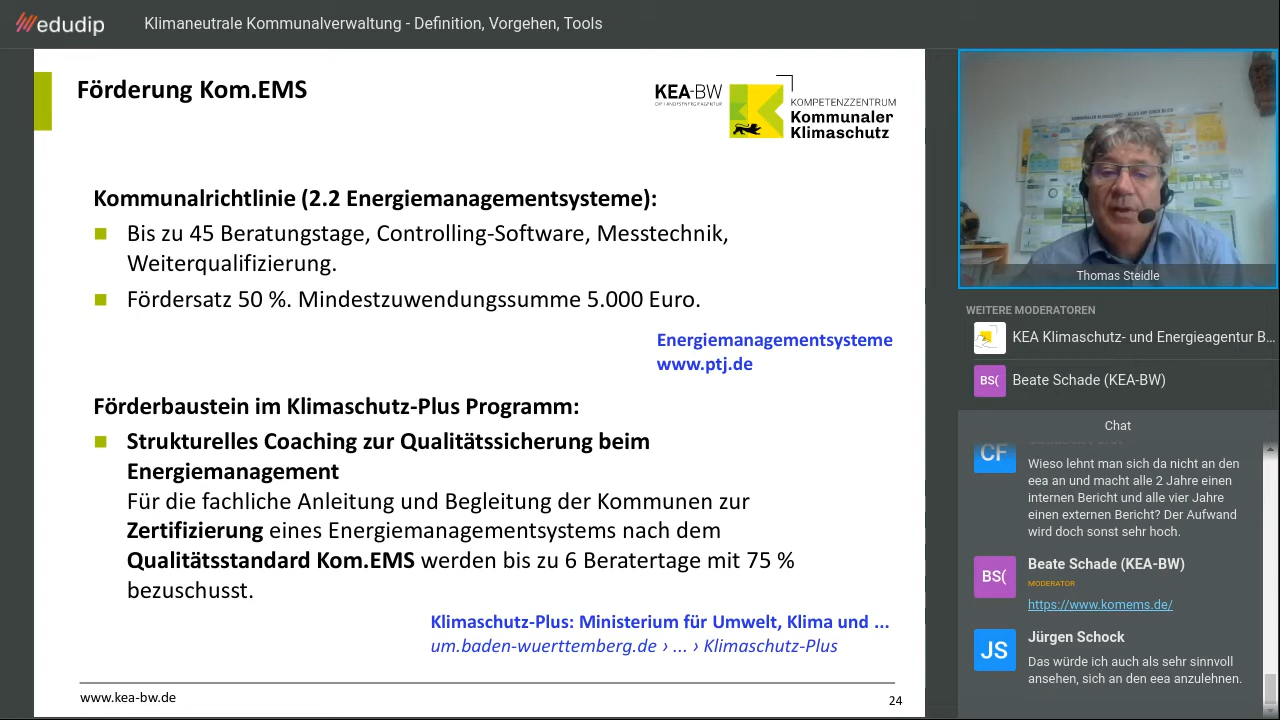 edudip
Klimaneutrale Kommunalverwaltung - Definition, Vorgehen, Tools
Förderung Kom.EMS
KEA-BW
DIE LANDESENERGIEAGENTUR
KOMPETENZZENTRUM
Kommunaler
Klimaschutz
Kommunalrichtlinie (2.2 Energiemanagementsysteme):
Bis zu 45 Beratungstage, Controlling-Software, Messtechnik,
Weiterqualifizierung.
Fördersatz 50 %. Mindestzuwendungssumme 5.000 Euro.
Energiemanagementsysteme
www.ptj.de
Förderbaustein im Klimaschutz-Plus Programm:
Strukturelles Coaching zur Qualitätssicherung beim
Energiemanagement
Für die fachliche Anleitung und Begleitung der Kommunen zur
Zertifizierung eines Energiemanagementsystems nach dem
Qualitätsstandard Kom.EMS werden bis zu 6 Beratertage mit 75 %
bezuschusst.
Klimaschutz-Plus: Ministerium für Umwelt, Klima und ...
um.baden-wuerttemberg.de › ... › Klimaschutz-Plus
www.kea-bw.de
24
Thomas Steidle
WEITERE MODERATOREN
KEA Klimaschutz- und Energieagentur B...
BS(
Beate Schade (KEA-BW)
Chat
CF
Wieso lehnt man sich da nicht an den
eea an und macht alle 2 Jahre einen
internen Bericht und alle vier Jahre
einen externen Bericht? Der Aufwand
wird doch sonst sehr hoch.
BS(
Beate Schade (KEA-BW)
MODERATOR
https://www.komems.de/
JS
Jürgen Schock
Das würde ich auch als sehr sinnvoll
ansehen, sich an den eea anzulehnen.